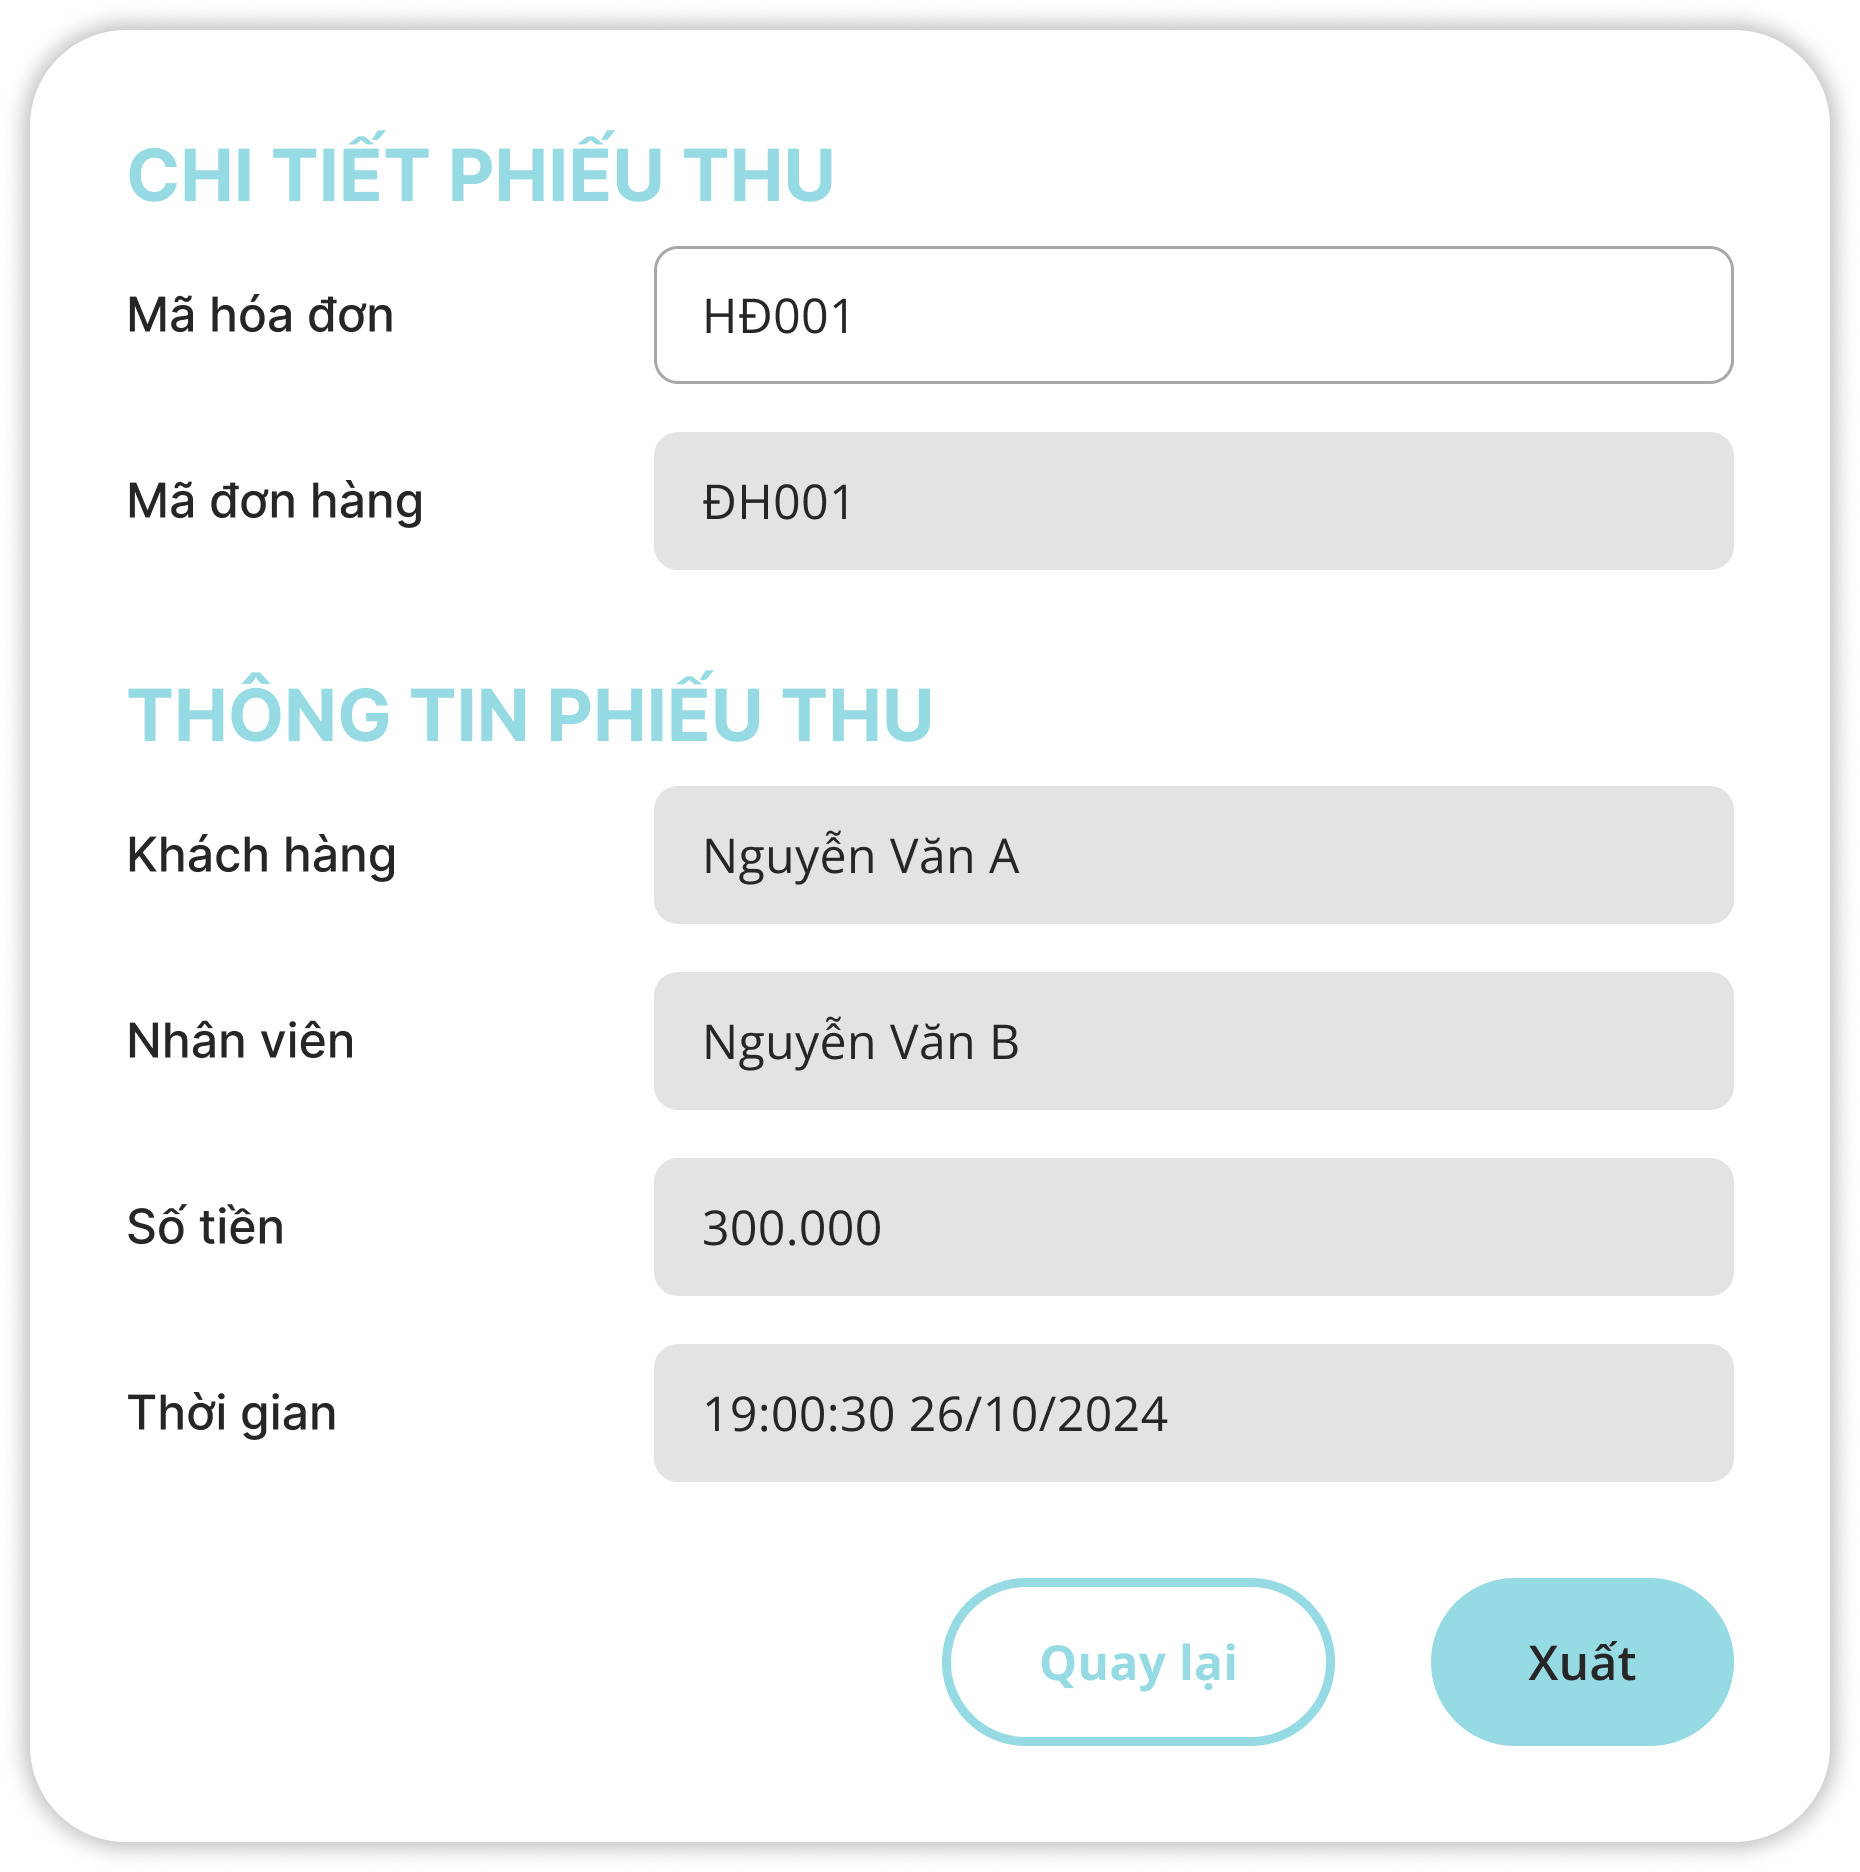 CHI TIẾT PHIẾU THU
Mã hóa đơn HĐ001
Mã đơn hàng ĐH001
THÔNG TIN PHIẾU THU
Khách hàng Nguyễn Văn A
Nhân viên Nguyễn Văn B
Số tiền 300.000
Thời gian 19:00:30 26/10/2024
Quay lại Xuất